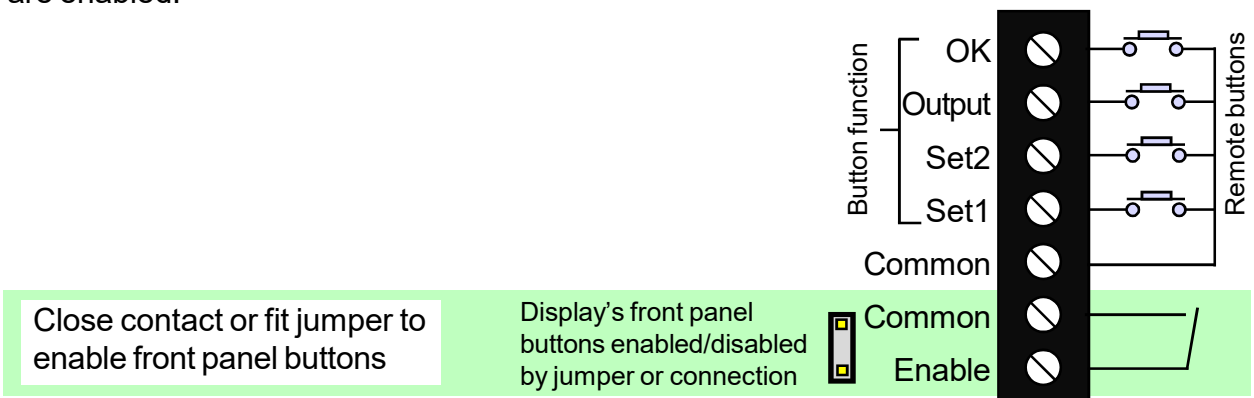 are enabled.
Button function
OK
Output
Set2
Set1
Common
Common
Enable
Remote buttons
Close contact or fit jumper to
enable front panel buttons
Display's front panel
buttons enabled/disabled
by jumper or connection